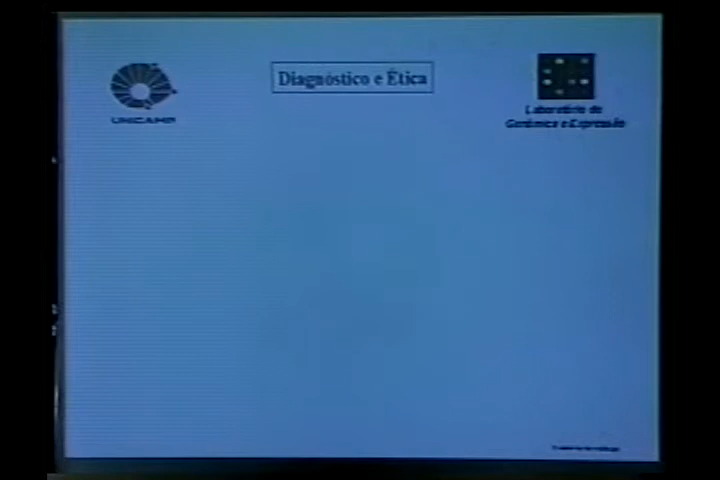 Diagnóstico e Ética
UNICAMP
Laboratório de
Genômica e Expressão